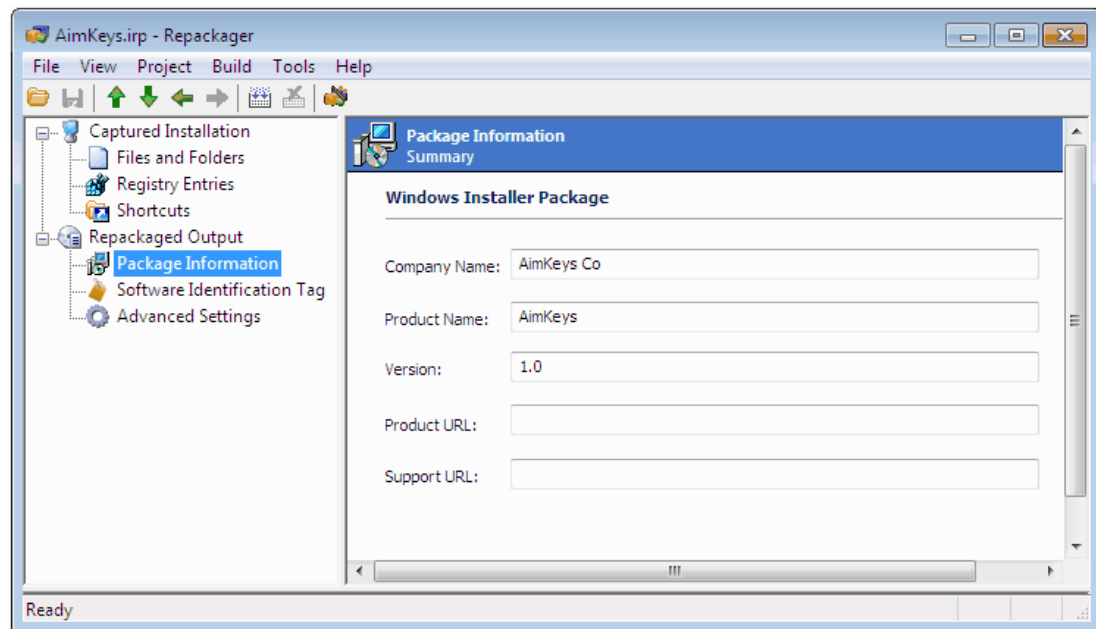 AimKeys.irp - Repackager
File View Project Build Tools Help
Captured Installation
Files and Folders
Registry Entries
Shortcuts
Repackaged Output
Package Information
Software Identification Tag
Advanced Settings
Package Information
Summary
Windows Installer Package
Company Name: AimKeys Co
Product Name: AimKeys
Version: 1.0
Product URL:
Support URL:
Ready